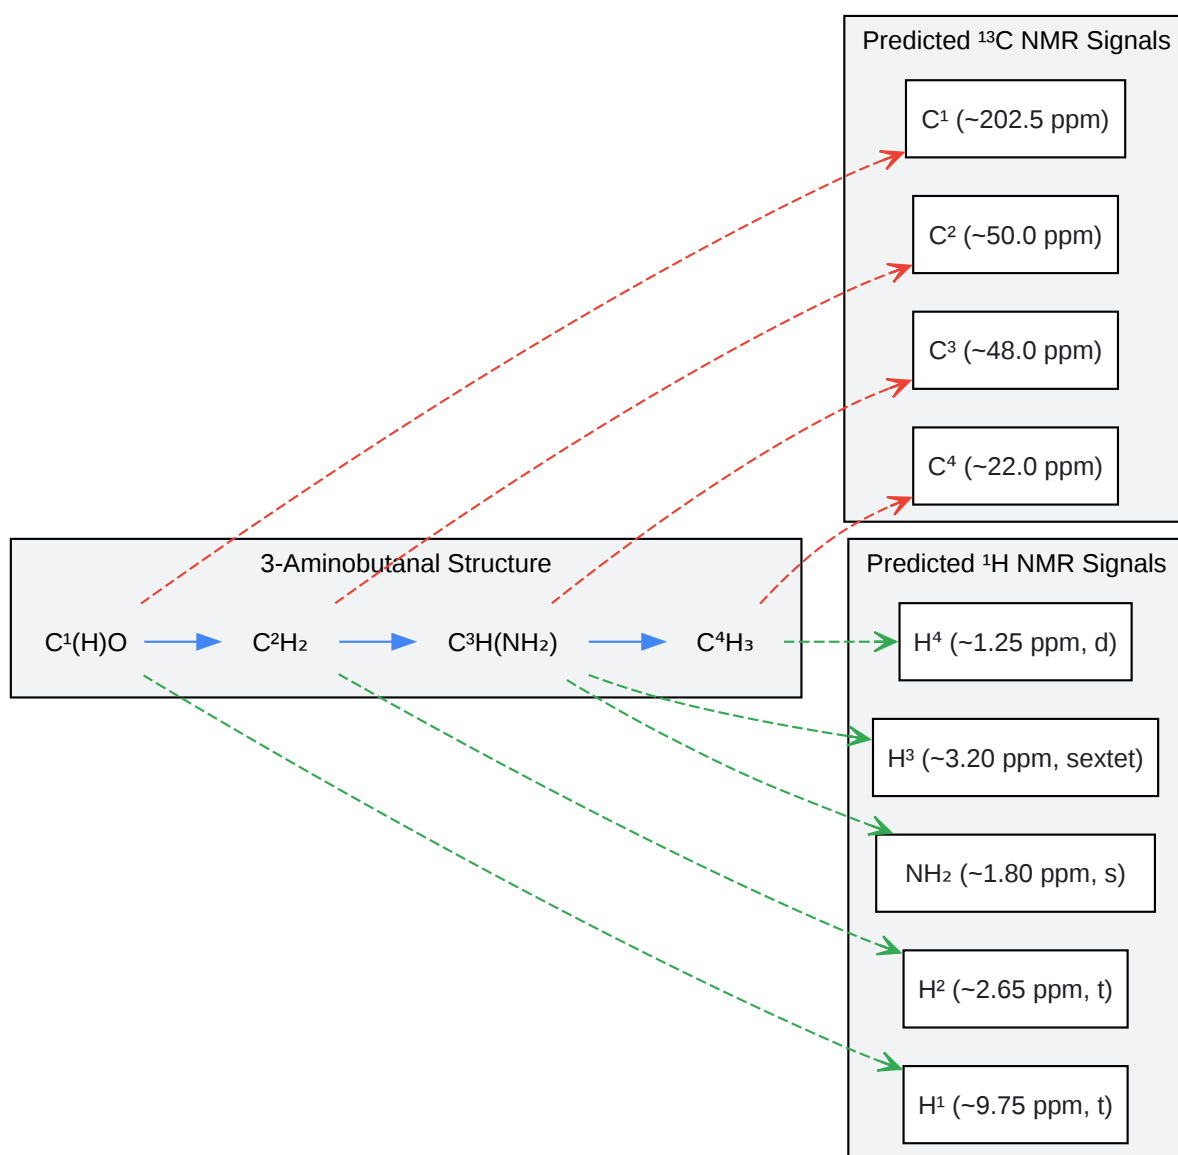 Predicted ¹³C NMR Signals
C¹ (~202.5 ppm)
C² (~50.0 ppm)
C³ (~48.0 ppm)
C⁴ (~22.0 ppm)
3-Aminobutanal Structure
C¹(H)O
C²H₂
C³H(NH₂)
C⁴H₃
Predicted ¹H NMR Signals
H⁴ (~1.25 ppm, d)
H³ (~3.20 ppm, sextet)
NH₂ (~1.80 ppm, s)
H² (~2.65 ppm, t)
H¹ (~9.75 ppm, t)